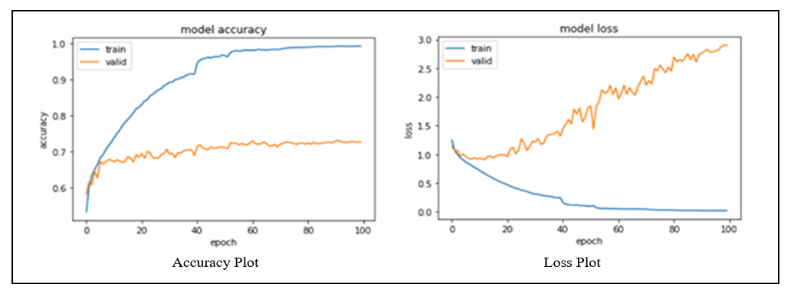 model accuracy
train
valid
1.0
0.9
0.8
0.7
0.6
accuracy
0
20
40
60
80
100
epoch
Accuracy Plot
model loss
train
valid
3.0
2.5
2.0
1.5
1.0
0.5
0.0
loss
0
20
40
60
80
100
epoch
Loss Plot